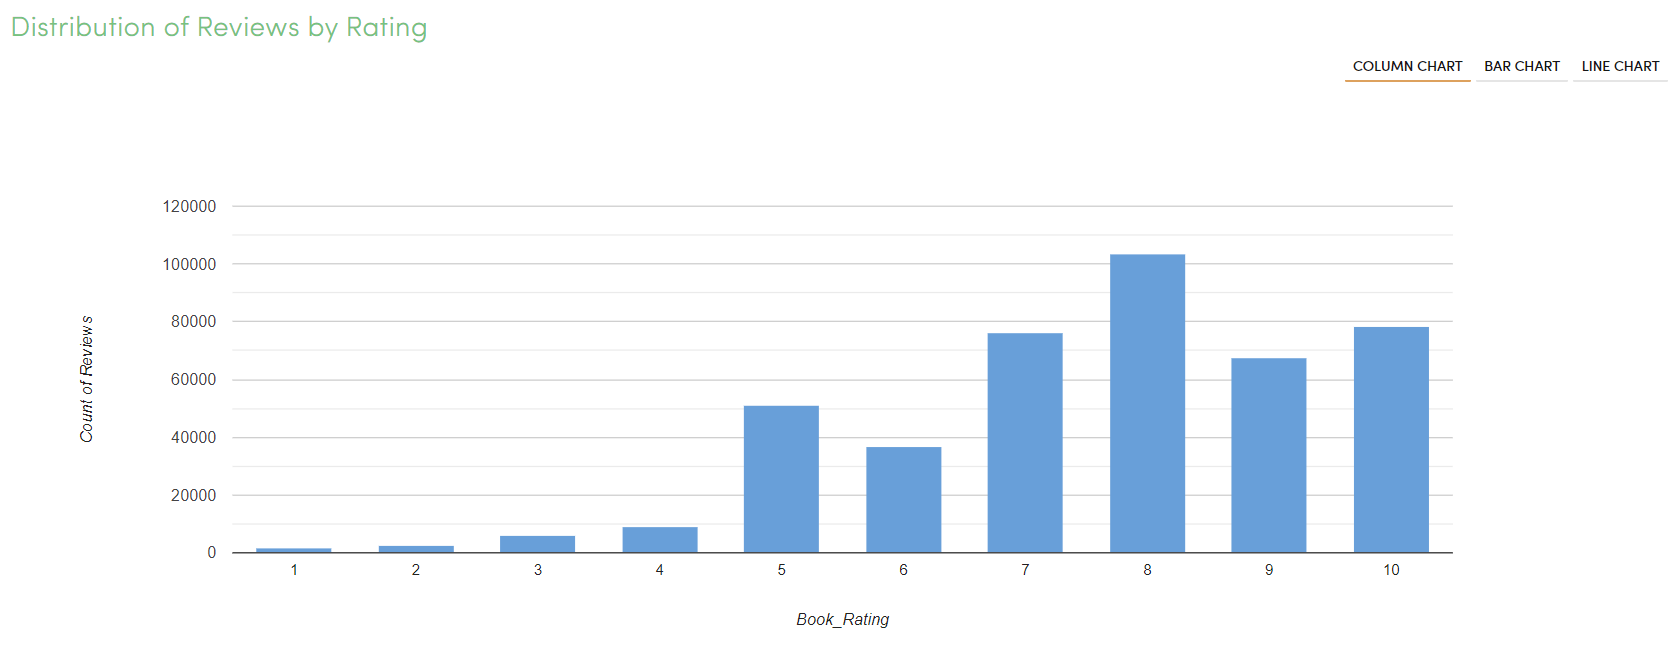 Distribution of Reviews by Rating
COLUMN CHART BAR CHART LINE CHART
120000
100000
80000
60000
40000
20000
0
Count of Reviews
1 2 3 4 5 6 7 8 9 10
Book_Rating